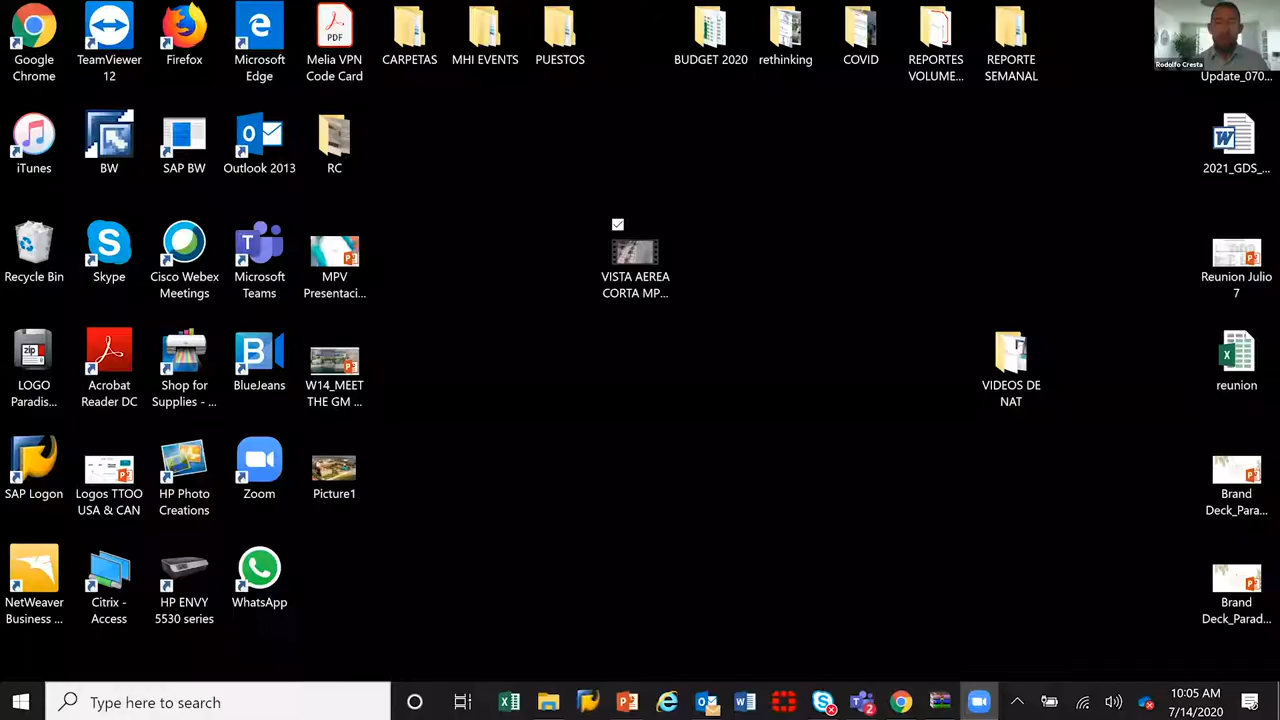 Google
Chrome
TeamViewer
12
Firefox
Microsoft
Edge
PDF
Melia VPN
Code Card
CARPETAS
MHI EVENTS
PUESTOS
BUDGET 2020
rethinking
COVID
REPORTES
VOLUME...
REPORTE
SEMANAL
Rodolfo Cresta
Update_070...
iTunes
BW
SAP BW
Outlook 2013
RC
2021_GDS_...
Recycle Bin
Skype
Cisco Webex
Meetings
Microsoft
Teams
MPV
Presentaci...
VISTA AEREA
CORTA MP...
Reunion Julio
7
zip
LOGO
Paradis...
Acrobat
Reader DC
Shop for
Supplies - ...
BlueJeans
W14_MEET
THE GM ...
VIDEOS DE
NAT
reunion
SAP Logon
Logos TTOO
USA & CAN
HP Photo
Creations
Zoom
Picture1
Brand
Deck_Para...
NetWeaver
Business ...
Citrix -
Access
HP ENVY
5530 series
WhatsApp
Brand
Deck_Parad...
Type here to search
2
10:05 AM
7/14/2020